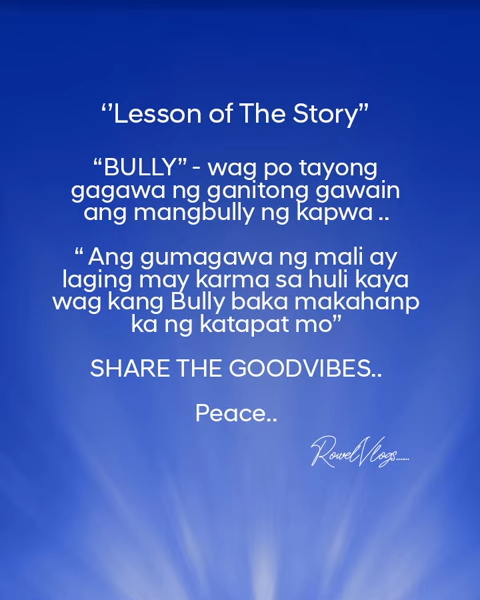 ‘’Lesson of The Story”
“BULLY” - wag po tayong
gagawa ng ganitong gawain
ang mangbully ng kapwa ..
“ Ang gumagawa ng mali ay
laging may karma sa huli kaya
wag kang Bully baka makahanp
ka ng katapat mo”
SHARE THE GOODVIBES..
Peace..
RowelVlogs......